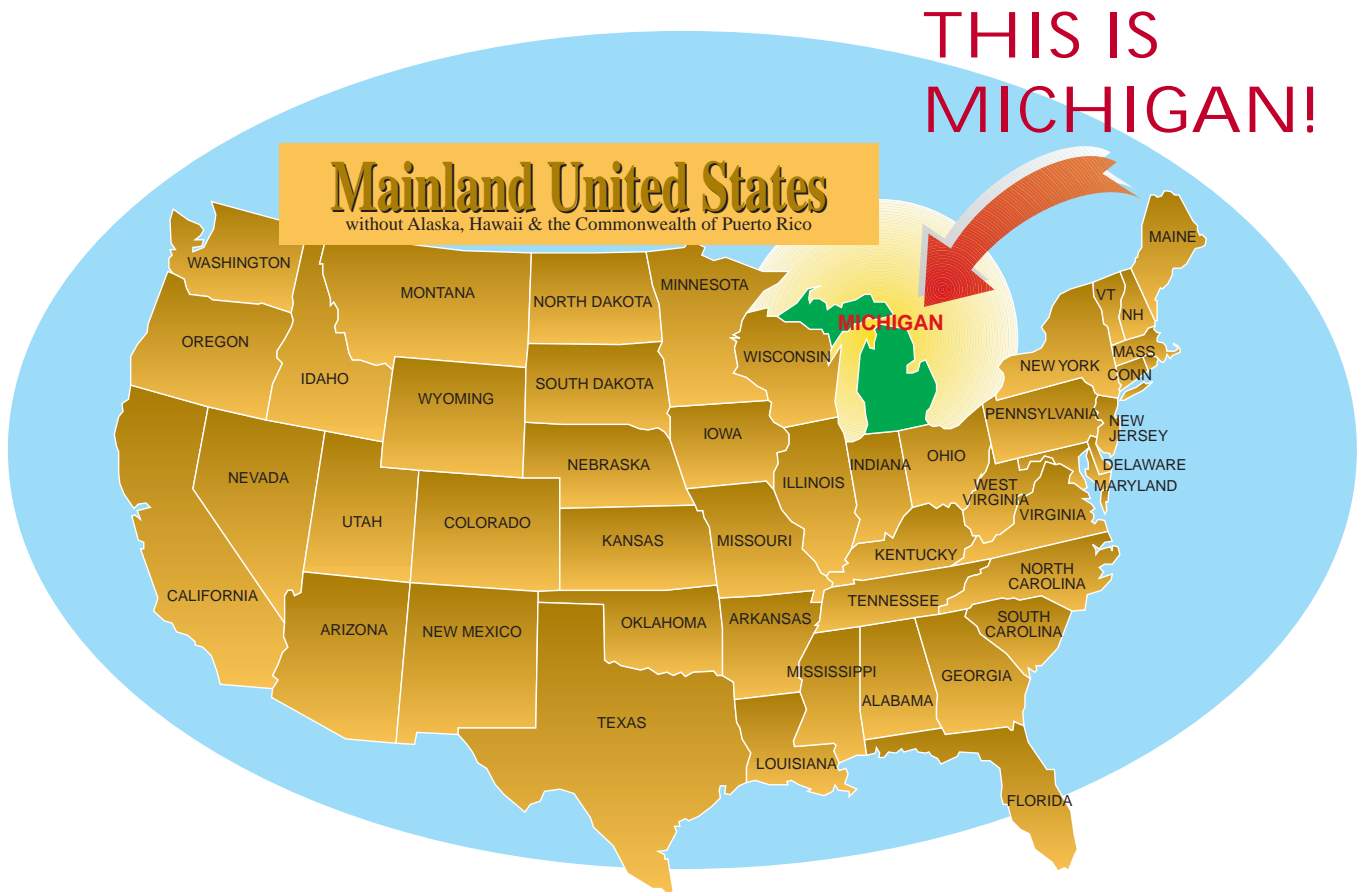 THIS IS
MICHIGAN!
Mainland United States
without Alaska, Hawaii & the Commonwealth of Puerto Rico
MAINE
WASHINGTON
MONTANA
NORTH DAKOTA
MINNESOTA
VT
NH
MICHIGAN
OREGON
IDAHO
WISCONSIN
MASS
NEW YORK
CONN
SOUTH DAKOTA
WYOMING
PENNSYLVANIA
NEW
JERSEY
IOWA
OHIO
NEBRASKA
INDIANA
DELAWARE
NEVADA
ILLINOIS
WEST
VIRGINIA
MARYLAND
VIRGINIA
UTAH
COLORADO
KANSAS
MISSOURI
KENTUCKY
NORTH
CAROLINA
CALIFORNIA
TENNESSEE
ARIZONA
NEW MEXICO
OKLAHOMA
ARKANSAS
SOUTH
CAROLINA
MISSISSIPPI
GEORGIA
ALABAMA
TEXAS
LOUISIANA
FLORIDA